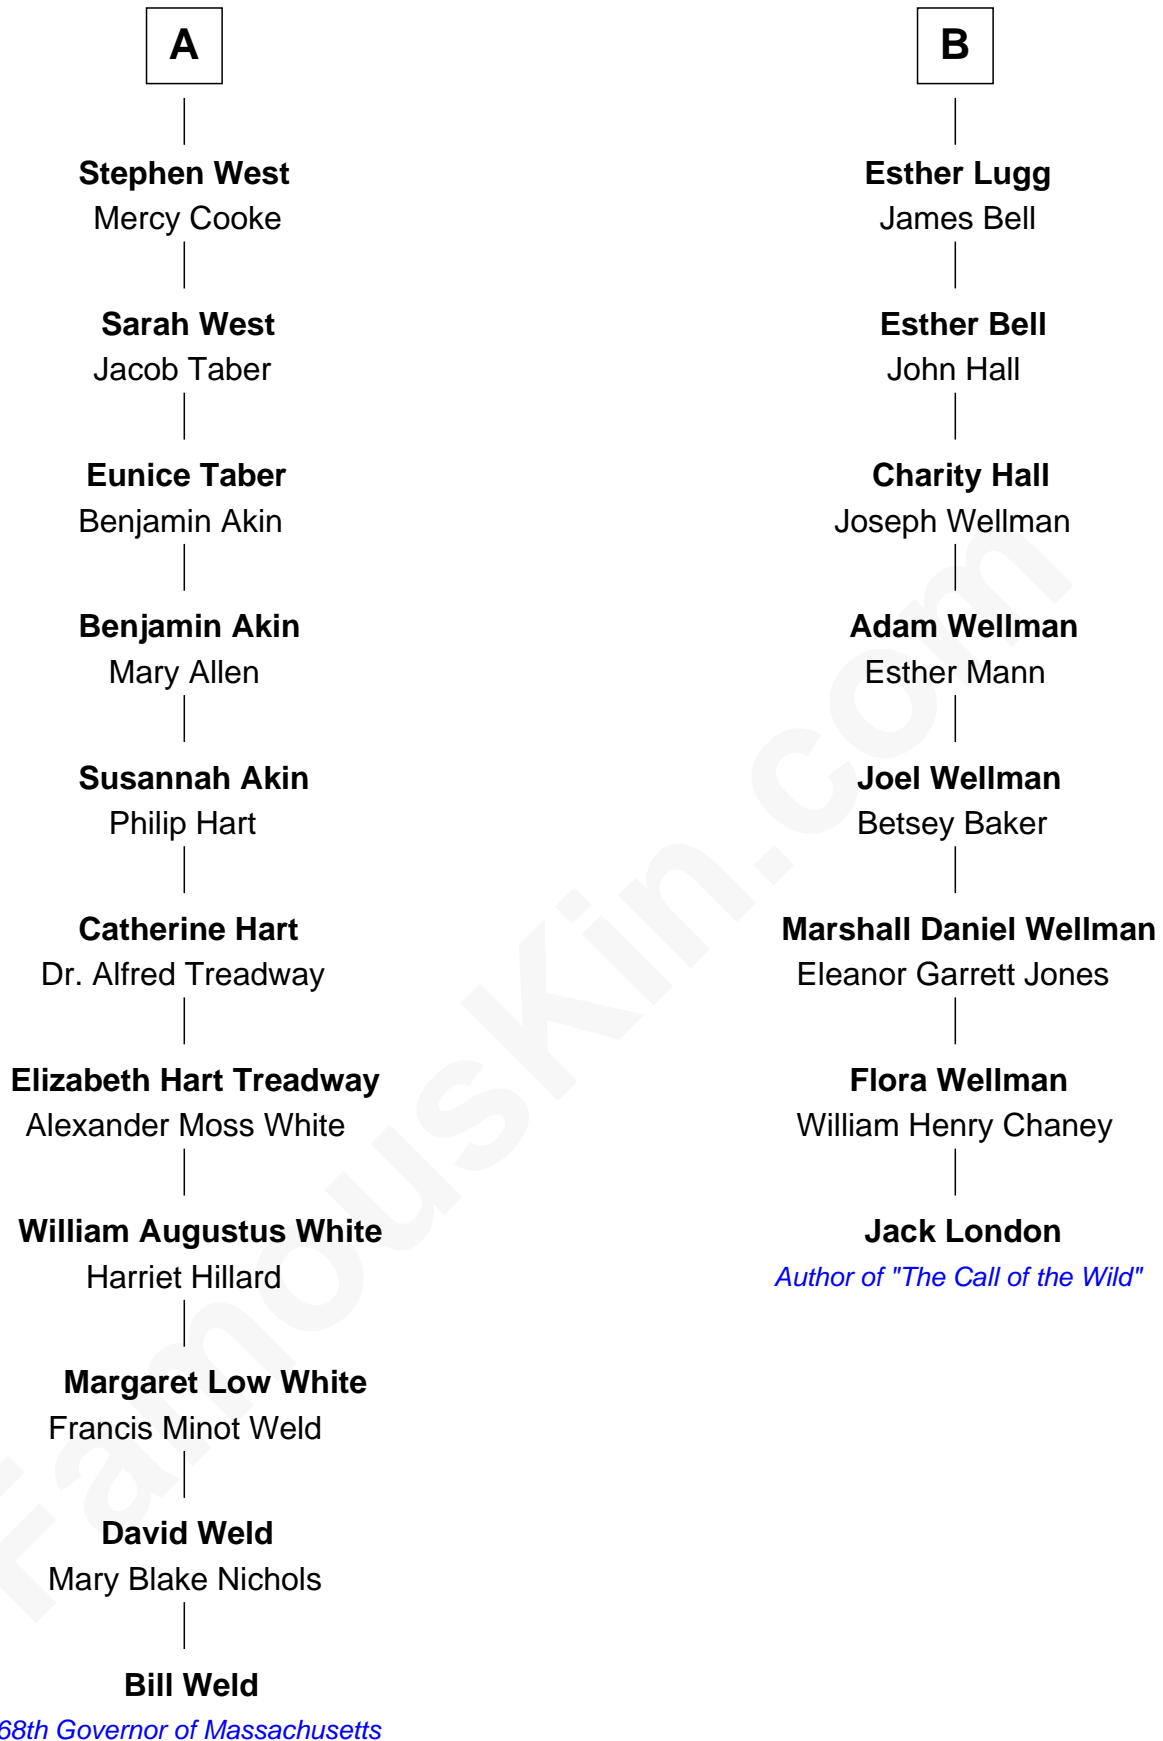 A
Stephen West
Mercy Cooke
Sarah West
Jacob Taber
Eunice Taber
Benjamin Akin
Benjamin Akin
Mary Allen
Susannah Akin
Philip Hart
Catherine Hart
Dr. Alfred Treadway
Elizabeth Hart Treadway
Alexander Moss White
William Augustus White
Harriet Hillard
Margaret Low White
Francis Minot Weld
David Weld
Mary Blake Nichols
Bill Weld
68th Governor of Massachusetts
B
Esther Lugg
James Bell
Esther Bell
John Hall
Charity Hall
Joseph Wellman
Adam Wellman
Esther Mann
Joel Wellman
Betsey Baker
Marshall Daniel Wellman
Eleanor Garrett Jones
Flora Wellman
William Henry Chaney
Jack London
Author of "The Call of the Wild"
FamousKin.com